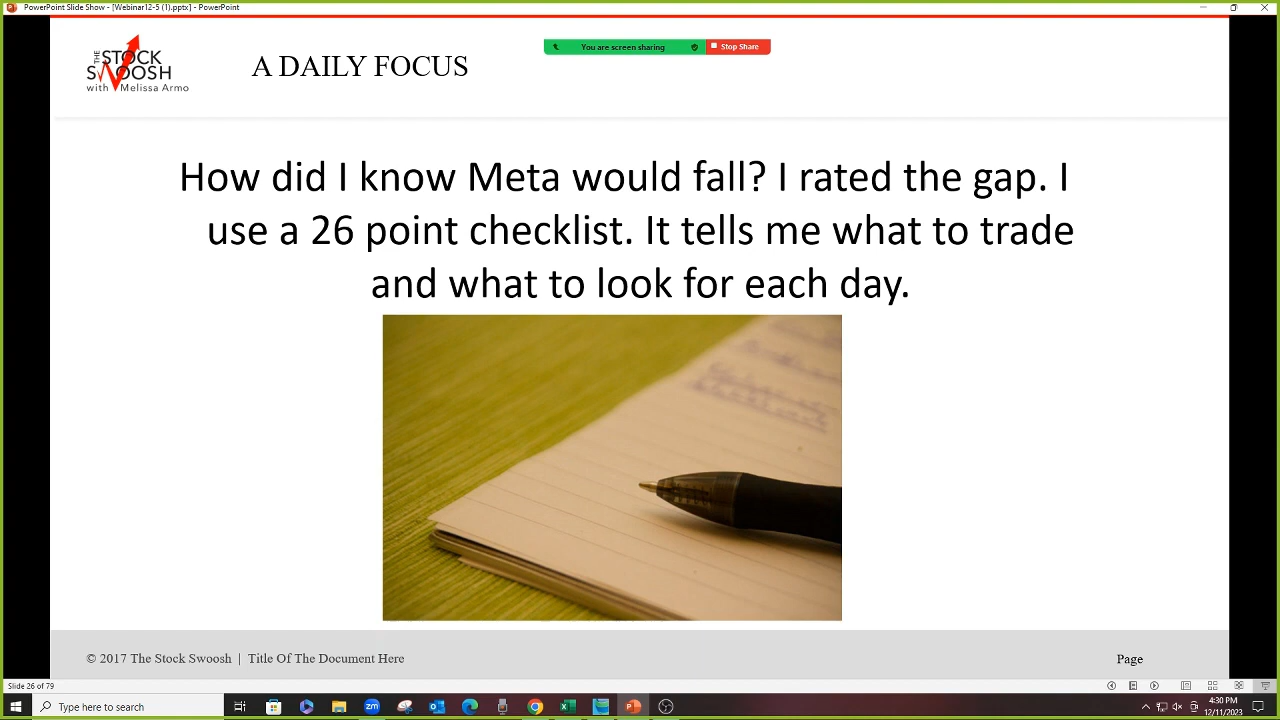 PowerPoint Slide Show - [Webinar12-5 (1).pptx] - PowerPoint
You are screen sharing
Stop Share
THE STOCK
SWOOSH
with Melissa Armo
A DAILY FOCUS
How did I know Meta would fall? I rated the gap. I
use a 26 point checklist. It tells me what to trade
and what to look for each day.
© 2017 The Stock Swoosh | Title Of The Document Here
Page
Slide 26 of 79
Type here to search
zm
4:30 PM
12/11/2023